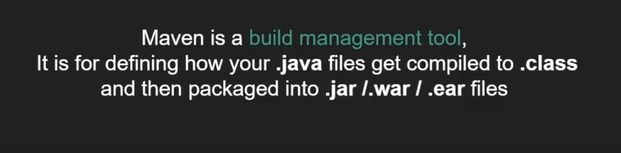 Maven is a build management tool,
It is for defining how your .java files get compiled to .class
and then packaged into .jar /.war / .ear files